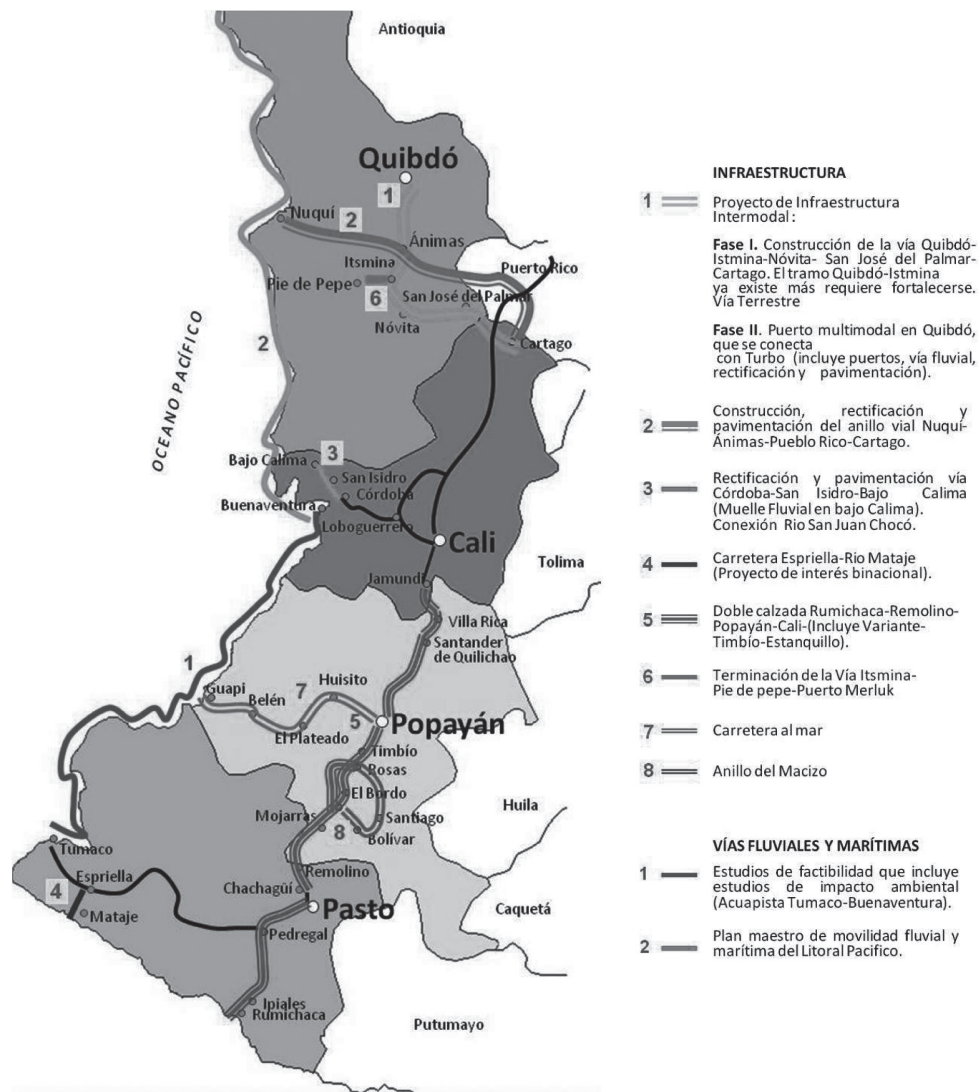 Antioquia
Quibdó
1
Nuquí
2
Ánimas
Itsmina
Puerto Rico
Pie de Pepe
6
San José del Palmar
Nóvita
Cartago
2
OCEANO PACÍFICO
Bajo Calima
3
San Isidro
Córdoba
Buenaventura
Loboguerrero
Cali
Tolima
Jamundi
Villa Rica
Santander
de Quilichao
1
Huisito
7
Guapi
Belén
5
Popayán
El Plateado
Timbío
Rosas
Huila
El Bordo
Mojarras
Santiago
8
Bolívar
Tumaco
Remolino
Espriella
Chachagüí
4
Pasto
Caquetá
Mataje
Pedregal
Ipiales
Rumichaca
Putumayo
INFRAESTRUCTURA
1 Proyecto de Infraestructura
Intermodal :
Fase I. Construcción de la vía Quibdó-
Istmina-Nóvita- San José del Palmar-
Cartago. El tramo Quibdó-Istmina
ya existe más requiere fortalecerse.
Vía Terrestre
Fase II. Puerto multimodal en Quibdó,
que se conecta
con Turbo (incluye puertos, vía fluvial,
rectificación y pavimentación).
2 Construcción, rectificación y
pavimentación del anillo vial Nuquí-
Ánimas-Pueblo Rico-Cartago.
3 Rectificación y pavimentación vía
Córdoba-San Isidro-Bajo Calima
(Muelle Fluvial en bajo Calima).
Conexión Rio San Juan Chocó.
4 Carretera Espriella-Rio Mataje
(Proyecto de interés binacional).
5 Doble calzada Rumichaca-Remolino-
Popayán-Cali-(Incluye Variante-
Timbío-Estanquillo).
6 Terminación de la Vía Itsmina-
Pie de pepe-Puerto Merluk
7 Carretera al mar
8 Anillo del Macizo
VÍAS FLUVIALES Y MARÍTIMAS
1 Estudios de factibilidad que incluye
estudios de impacto ambiental
(Acuapista Tumaco-Buenaventura).
2 Plan maestro de movilidad fluvial y
marítima del Litoral Pacifico.